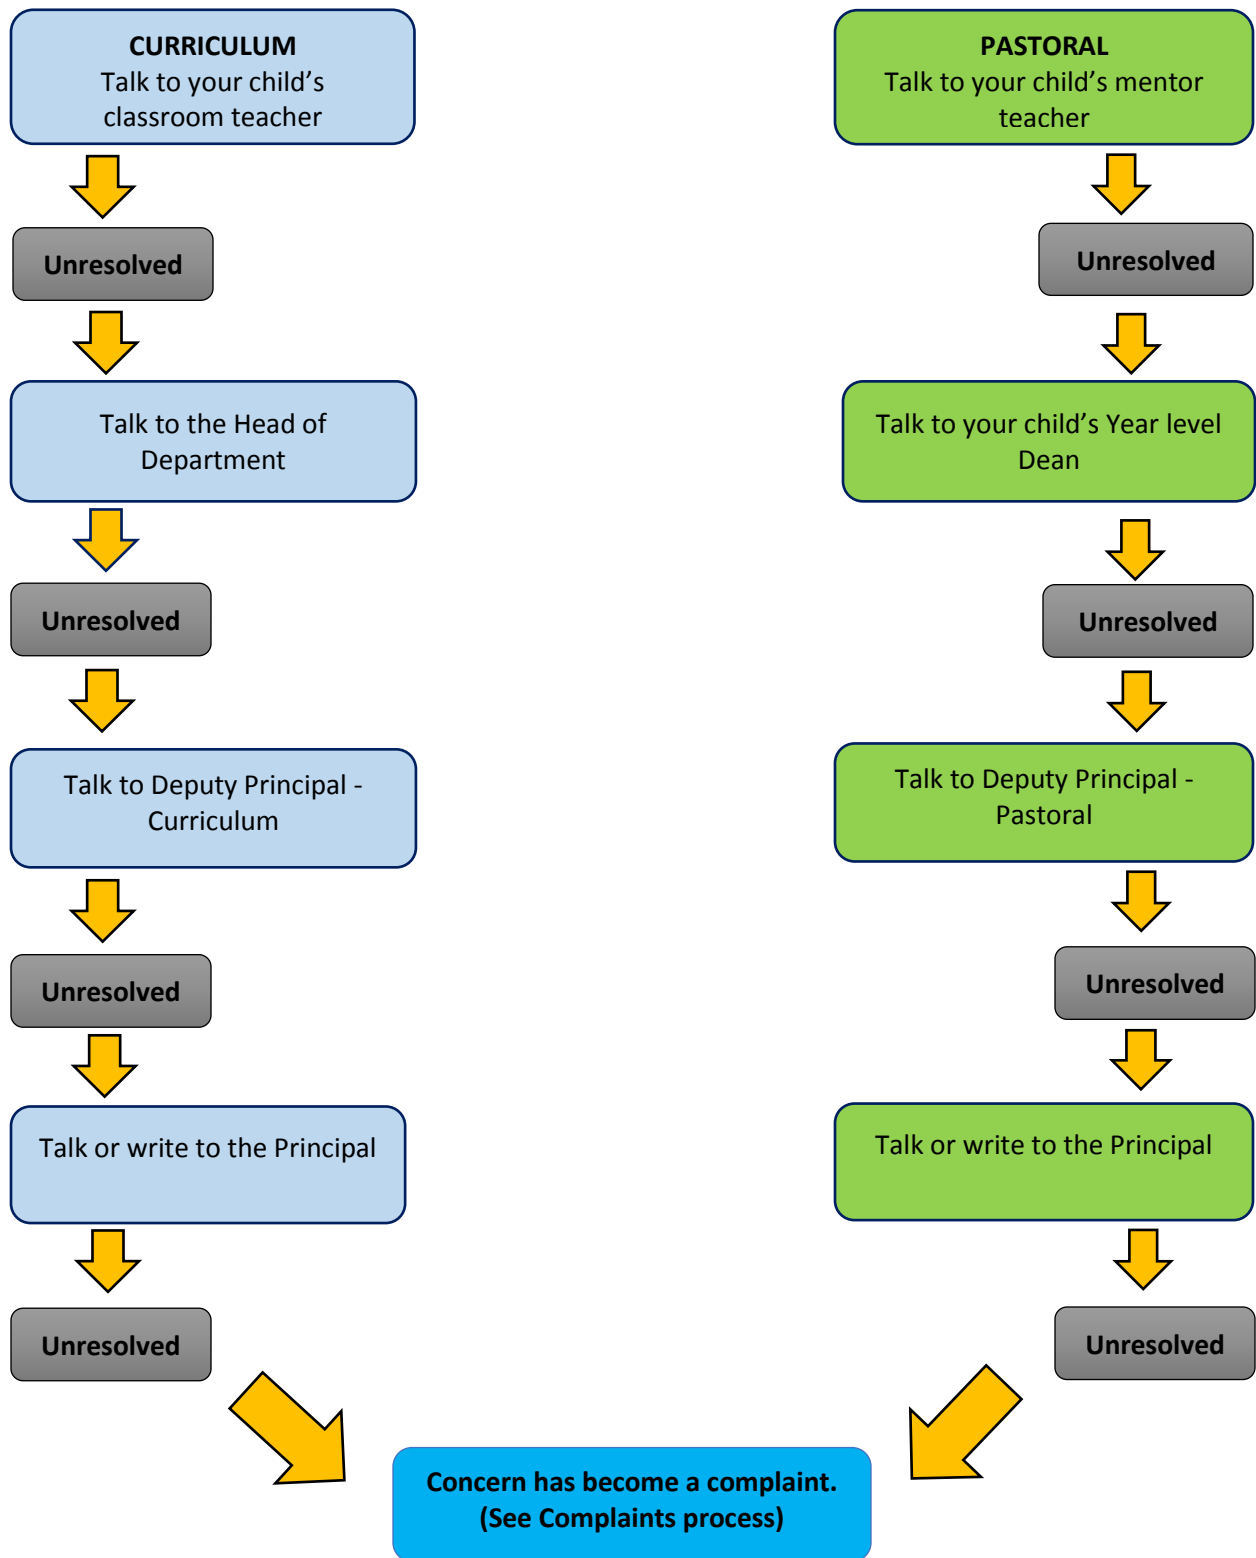 CURRICULUM
Talk to your child’s
classroom teacher
Unresolved
Talk to the Head of
Department
Unresolved
Talk to Deputy Principal -
Curriculum
Unresolved
Talk or write to the Principal
Unresolved
PASTORAL
Talk to your child’s mentor
teacher
Unresolved
Talk to your child’s Year level
Dean
Unresolved
Talk to Deputy Principal -
Pastoral
Unresolved
Talk or write to the Principal
Unresolved
Concern has become a complaint.
(See Complaints process)